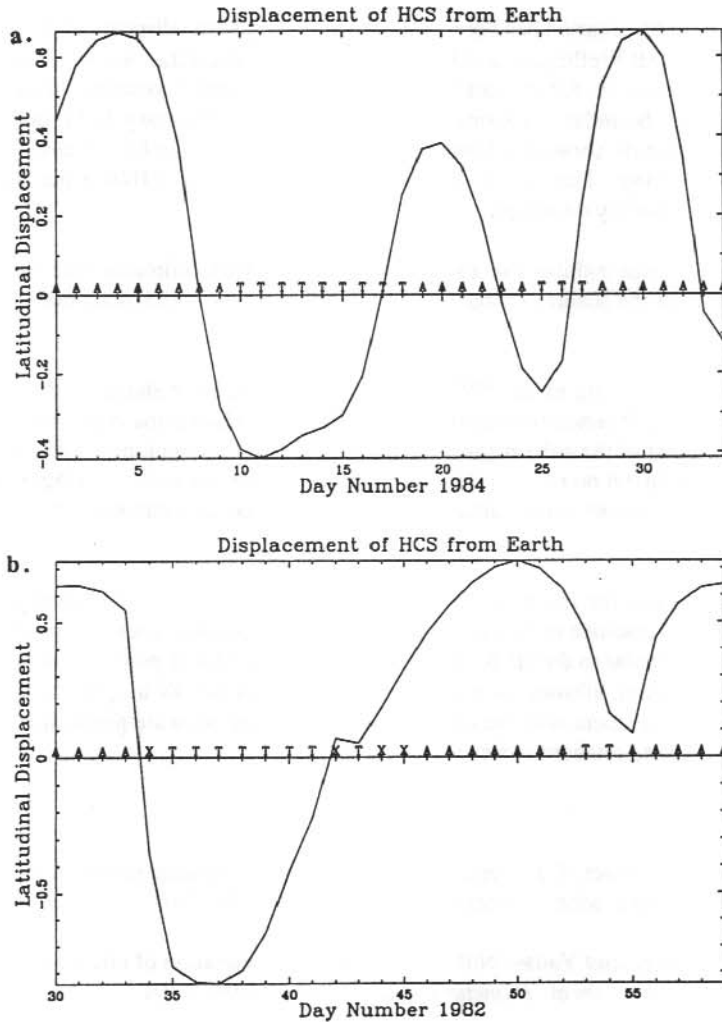 Displacement of HCS from Earth
a.
0.6
0.4
0.2
0
-0.2
-0.4
Latitudinal Displacement
A A A A A A A A A T T T T T T T T T A A A A A T T T A A A A A A A
5 10 15 20 25 30
Day Number 1984
Displacement of HCS from Earth
b.
0.5
0
-0.5
Latitudinal Displacement
A A A A X T T T T T T T X T X X A A A A A A A T T A A A A A
30 35 40 45 50 55
Day Number 1982